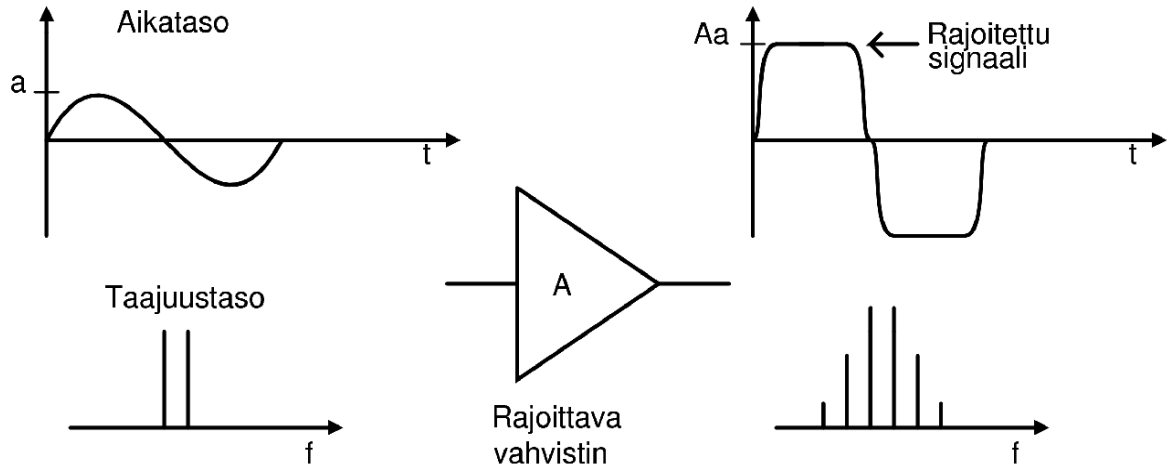 Aikataso
a
t
Aa
Rajoitettu
signaali
t
A
Taajuustaso
f
Rajoittava
vahvistin
f